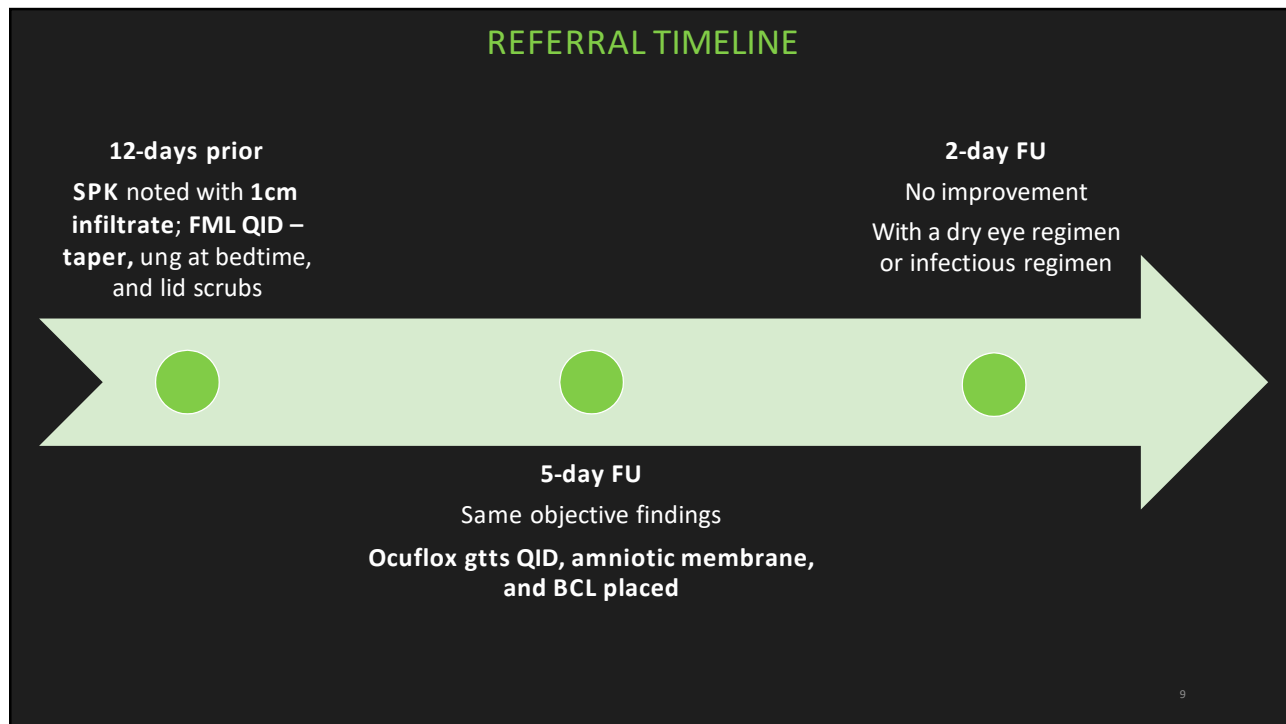 REFERRAL TIMELINE
12-days prior
SPK noted with 1cm
infiltrate; FML QID –
taper, ung at bedtime,
and lid scrubs
5-day FU
Same objective findings
Ocuflox gtts QID, amniotic membrane,
and BCL placed
2-day FU
No improvement
With a dry eye regimen
or infectious regimen
9